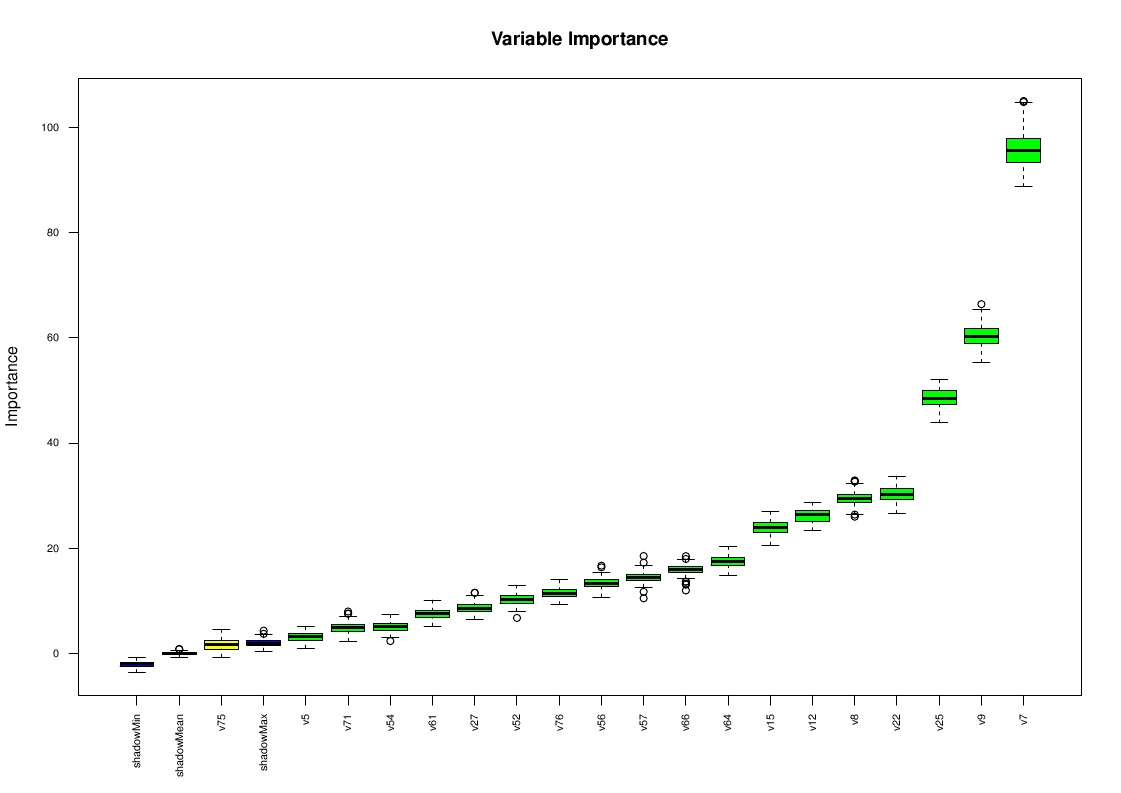 Variable Importance
Importance
100
80
60
40
20
0
shadowMin
shadowMean
v75
shadowMax
v5
v71
v54
v61
v27
v52
v76
v56
v57
v66
v64
v15
v12
v8
v22
v25
v9
v7